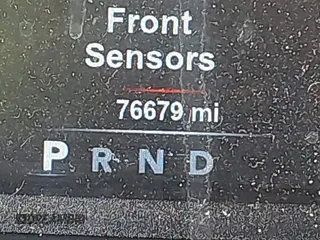 Front
Sensors
76679 mi
P R N D